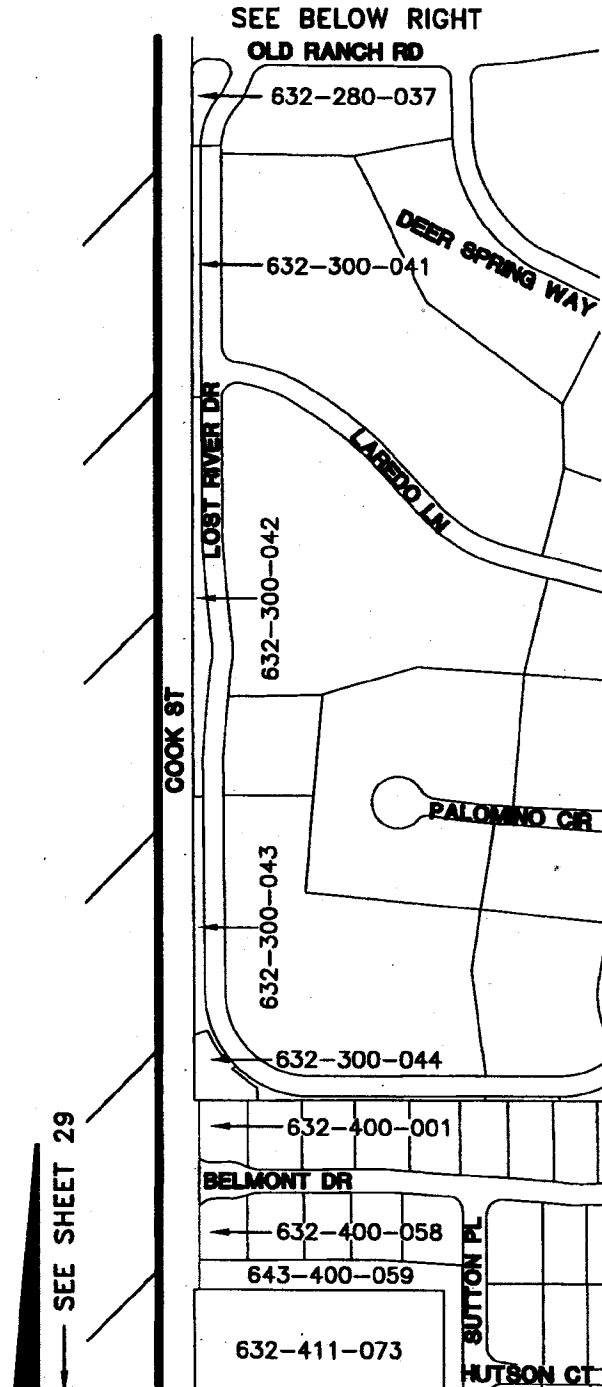 SEE BELOW RIGHT
OLD RANCH RD
632-280-037
DEER SPRING WAY
632-300-041
LOST RIVER DR
LAREDO LN
632-300-042
COOK ST
PALOMINO CIR
632-300-043
632-300-044
632-400-001
SEE SHEET 29
BELMONT DR
632-400-058
SUTTON PL
643-400-059
632-411-073
HUTSON CT